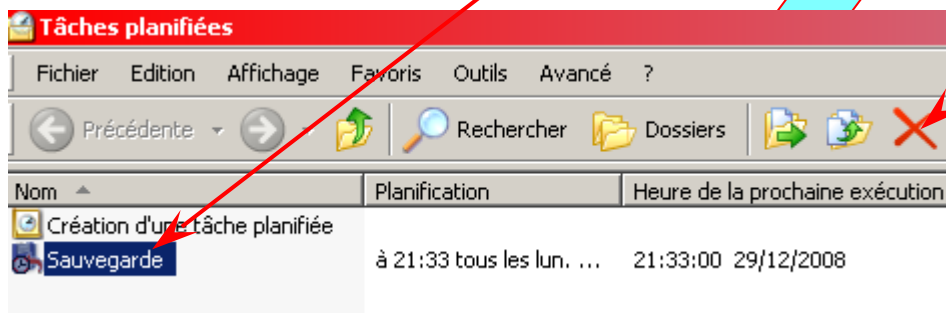 Tâches planifiées
Fichier Edition Affichage Favoris Outils Avancé ?
Précédente Rechercher Dossiers
Nom Planification Heure de la prochaine exécution
Création d'une tâche planifiée
Sauvegarde à 21:33 tous les lun. ... 21:33:00 29/12/2008